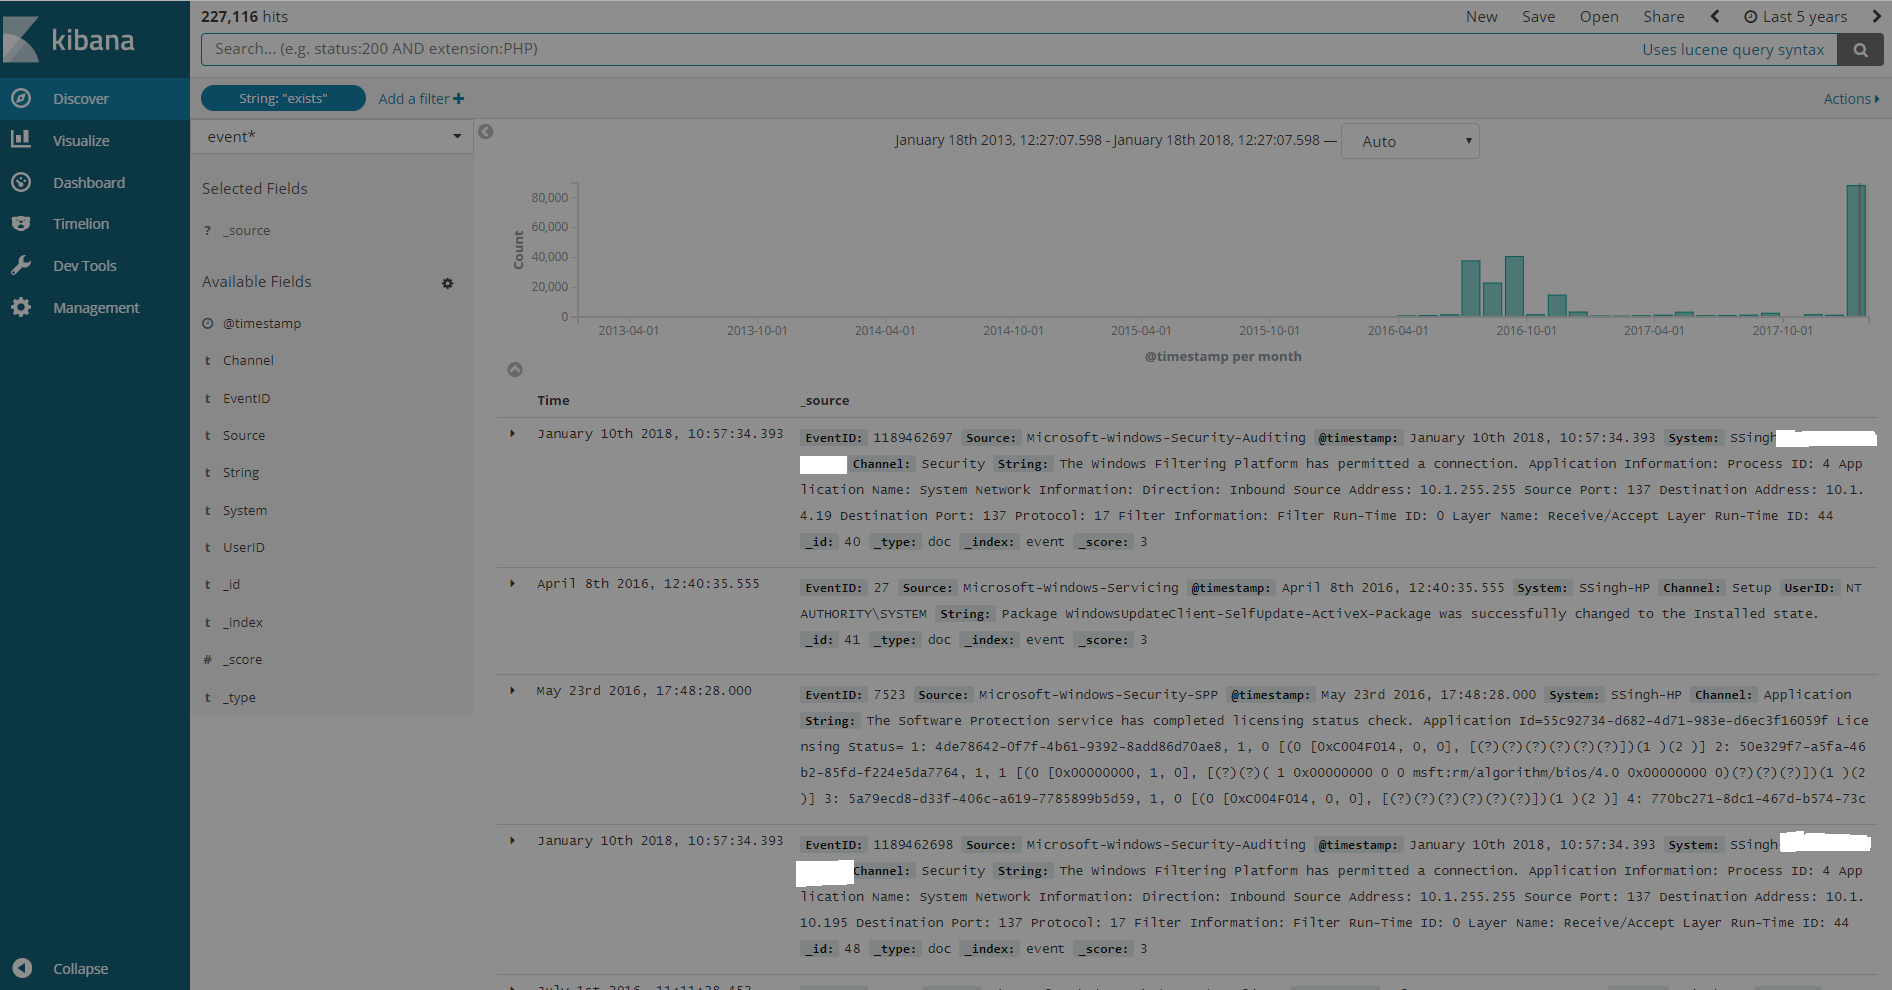 227,116 hits
New Save Open Share Last 5 years
kibana
Search... (e.g. status:200 AND extension:PHP)
Uses lucene query syntax
Discover
Visualize
Dashboard
Timelion
Dev Tools
Management
Collapse
String: "exists"
Add a filter
Actions
event*
Selected Fields
? _source
Available Fields
@timestamp
t Channel
t EventID
t Source
t String
t System
t UserID
t _id
t _index
# _score
t _type
January 18th 2013, 12:27:07.598 - January 18th 2018, 12:27:07.598 —
Auto
Count
80,000
60,000
40,000
20,000
0
2013-04-01 2013-10-01 2014-04-01 2014-10-01 2015-04-01 2015-10-01 2016-04-01 2016-10-01 2017-04-01 2017-10-01
@timestamp per month
Time _source
January 10th 2018, 10:57:34.393
EventID: 1189462697 Source: Microsoft-Windows-Security-Auditing @timestamp: January 10th 2018, 10:57:34.393 System: SSingh
Channel: Security String: The Windows Filtering Platform has permitted a connection. Application Information: Process ID: 4 App
lication Name: System Network Information: Direction: Inbound Source Address: 10.1.255.255 Source Port: 137 Destination Address: 10.1.
4.19 Destination Port: 137 Protocol: 17 Filter Information: Filter Run-Time ID: 0 Layer Name: Receive/Accept Layer Run-Time ID: 44
_id: 40 _type: doc _index: event _score: 3
April 8th 2016, 12:40:35.555
EventID: 27 Source: Microsoft-Windows-Servicing @timestamp: April 8th 2016, 12:40:35.555 System: SSingh-HP Channel: Setup UserID: NT
AUTHORITY\SYSTEM String: Package WindowsUpdateClient-SelfUpdate-ActiveX-Package was successfully changed to the Installed state.
_id: 41 _type: doc _index: event _score: 3
May 23rd 2016, 17:48:28.000
EventID: 7523 Source: Microsoft-Windows-Security-SPP @timestamp: May 23rd 2016, 17:48:28.000 System: SSingh-HP Channel: Application
String: The Software Protection service has completed licensing status check. Application Id=55c92734-d682-4d71-983e-d6ec3f16059f Lice
nsing Status= 1: 4de78642-0f7f-4b61-9392-8add86d70ae8, 1, 0 [(0 [0xC004F014, 0, 0], [(?)(?)(?)(?)(?)(?)])(1 )(2 )] 2: 50e329f7-a5fa-46
b2-85fd-f224e5da7764, 1, 1 [(0 [0x00000000, 1, 0], [(?)(?)( 1 0x00000000 0 0 msft:rm/algorithm/bios/4.0 0x00000000 0)(?)(?)(?)])(1 )(2
)] 3: 5a79ecd8-d33f-406c-a619-7785899b5d59, 1, 0 [(0 [0xC004F014, 0, 0], [(?)(?)(?)(?)(?)(?)])(1 )(2 )] 4: 770bc271-8dc1-467d-b574-73c
January 10th 2018, 10:57:34.393
EventID: 1189462698 Source: Microsoft-Windows-Security-Auditing @timestamp: January 10th 2018, 10:57:34.393 System: SSingh
Channel: Security String: The Windows Filtering Platform has permitted a connection. Application Information: Process ID: 4 App
lication Name: System Network Information: Direction: Inbound Source Address: 10.1.255.255 Source Port: 137 Destination Address: 10.1.
10.195 Destination Port: 137 Protocol: 17 Filter Information: Filter Run-Time ID: 0 Layer Name: Receive/Accept Layer Run-Time ID: 44
_id: 48 _type: doc _index: event _score: 3